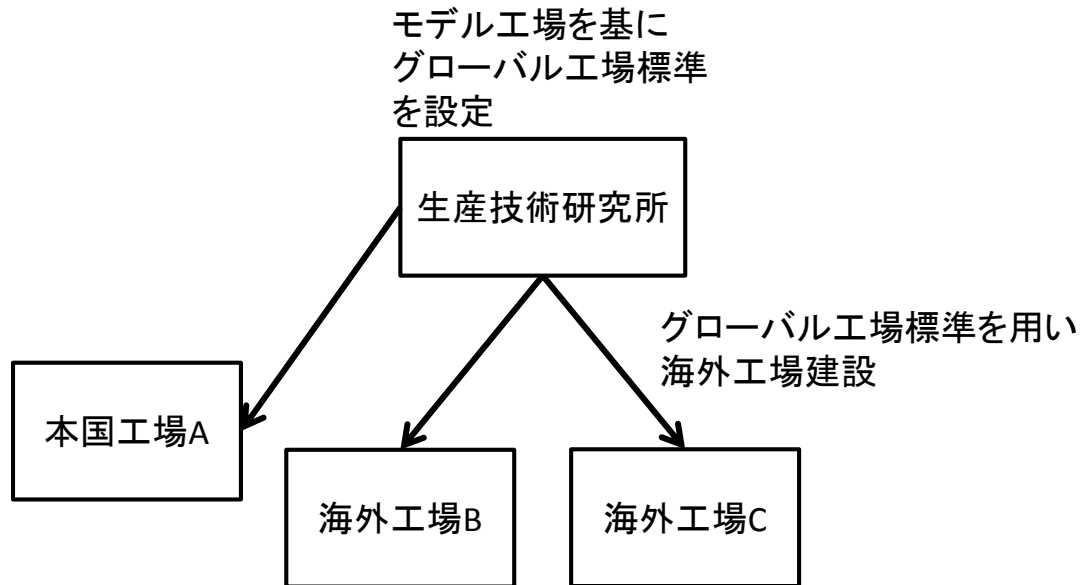 モデル工場を基に
グローバル工場標準
を設定
生産技術研究所
グローバル工場標準を用い
海外工場建設
本国工場A
海外工場B
海外工場C